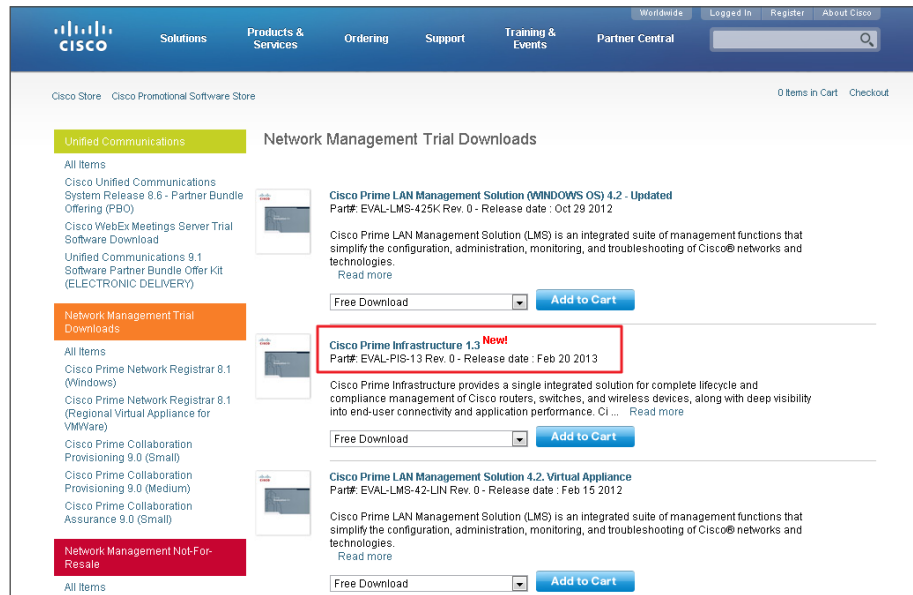 Worldwide Logged In Register About Cisco
CISCO
Solutions
Products &
Services
Ordering
Support
Training &
Events
Partner Central
Cisco Store Cisco Promotional Software Store
0 Items in Cart Checkout
Unified Communications
All Items
Cisco Unified Communications
System Release 8.6 - Partner Bundle
Offering (PBO)
Cisco WebEx Meetings Server Trial
Software Download
Unified Communications 9.1
Software Partner Bundle Offer Kit
(ELECTRONIC DELIVERY)
Network Management Trial
Downloads
All Items
Cisco Prime Network Registrar 8.1
(Windows)
Cisco Prime Network Registrar 8.1
(Regional Virtual Appliance for
VMWare)
Cisco Prime Collaboration
Provisioning 9.0 (Small)
Cisco Prime Collaboration
Provisioning 9.0 (Medium)
Cisco Prime Collaboration
Assurance 9.0 (Small)
Network Management Not-For-
Resale
All Items
Network Management Trial Downloads
Cisco Prime LAN Management Solution (WINDOWS OS) 4.2 - Updated
Part#: EVAL-LMS-425K Rev. 0 - Release date : Oct 29 2012
Cisco Prime LAN Management Solution (LMS) is an integrated suite of management functions that
simplify the configuration, administration, monitoring, and troubleshooting of Cisco® networks and
technologies.
Read more
Free Download
Add to Cart
Cisco Prime Infrastructure 1.3 New!
Part#: EVAL-PIS-13 Rev. 0 - Release date : Feb 20 2013
Cisco Prime Infrastructure provides a single integrated solution for complete lifecycle and
compliance management of Cisco routers, switches, and wireless devices, along with deep visibility
into end-user connectivity and application performance. Ci ... Read more
Free Download
Add to Cart
Cisco Prime LAN Management Solution 4.2. Virtual Appliance
Part#: EVAL-LMS-42-LIN Rev. 0 - Release date : Feb 15 2012
Cisco Prime LAN Management Solution (LMS) is an integrated suite of management functions that
simplify the configuration, administration, monitoring, and troubleshooting of Cisco® networks and
technologies.
Read more
Free Download
Add to Cart